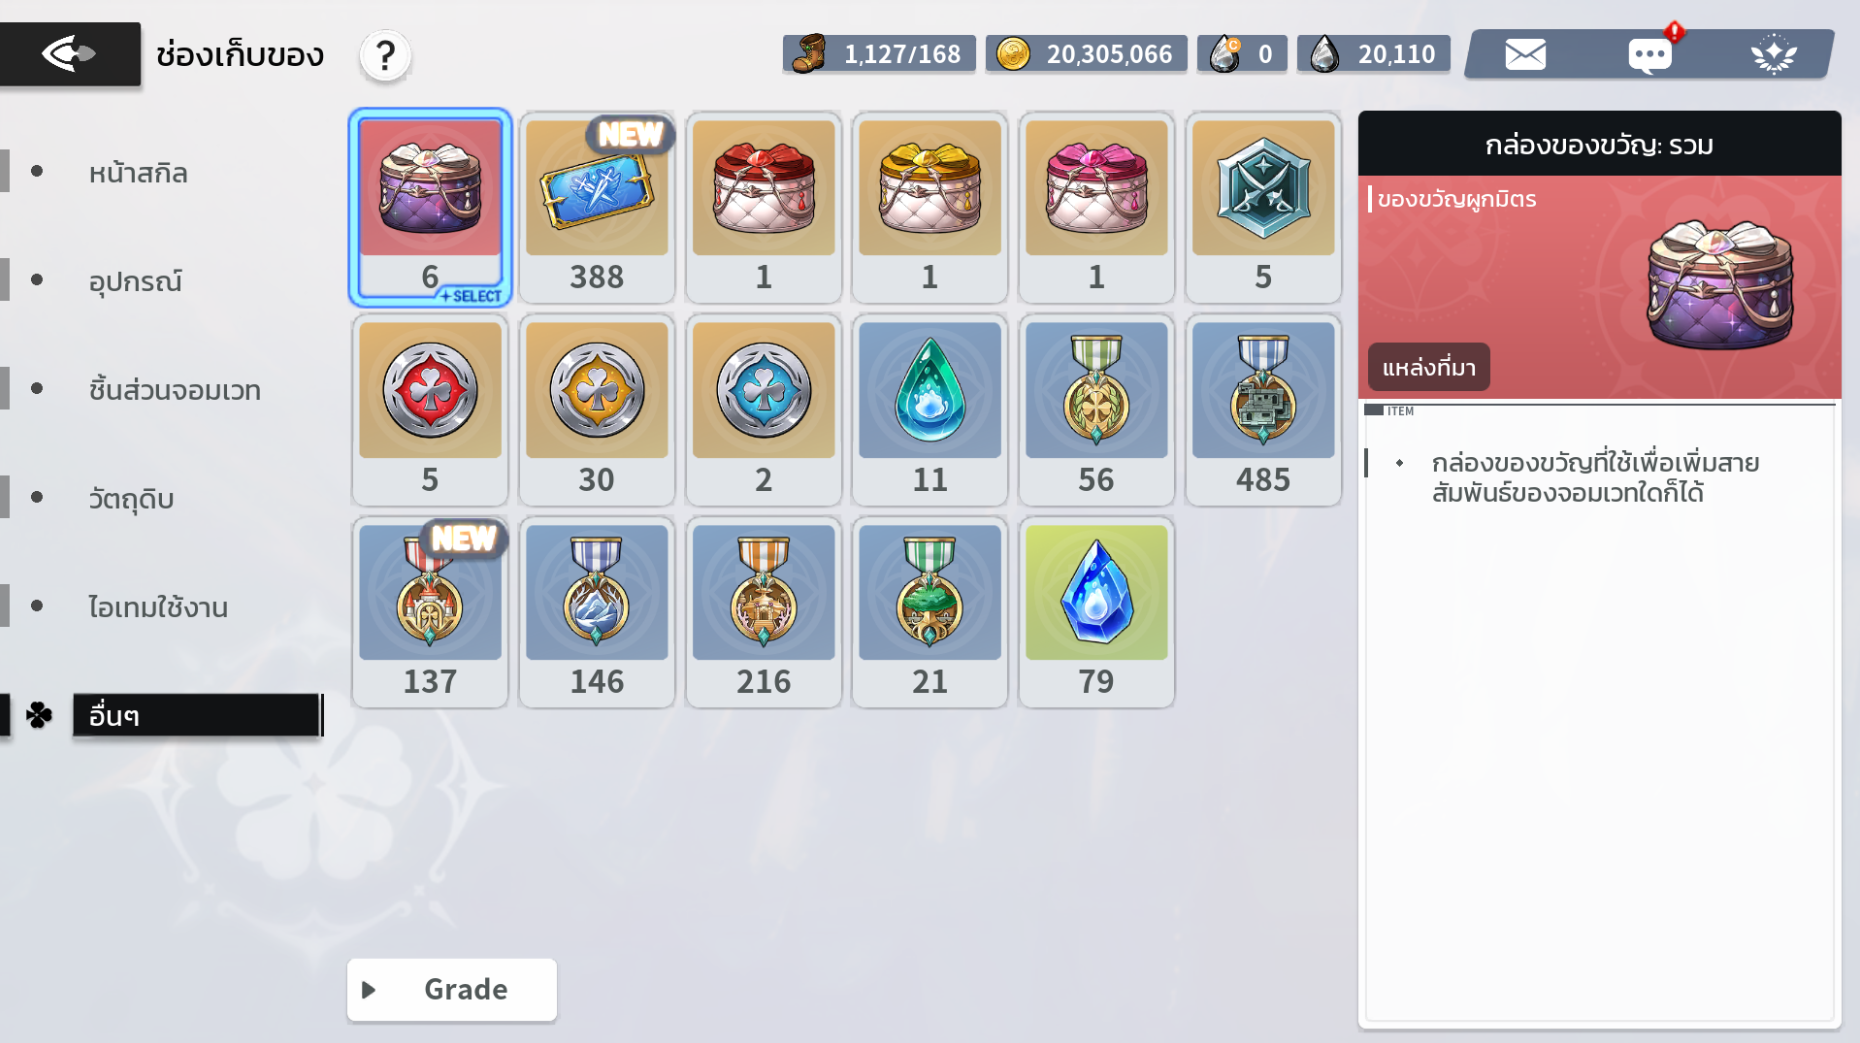 ช่องเก็บของ
?
1,127/168
20,305,066
0
20,110
หน้าสกิล
อุปกรณ์
ชิ้นส่วนจอมเวท
วัตถุดิบ
ไอเทมใช้งาน
อื่นๆ
NEW
6
SELECT
388
1
1
1
5
5
30
2
11
56
485
NEW
137
146
216
21
79
Grade
กล่องของขวัญ: รวม
ของขวัญผูกมิตร
แหล่งที่มา
ITEM
กล่องของขวัญที่ใช้เพื่อเพิ่มสาย
สัมพันธ์ของจอมเวทใดก็ได้